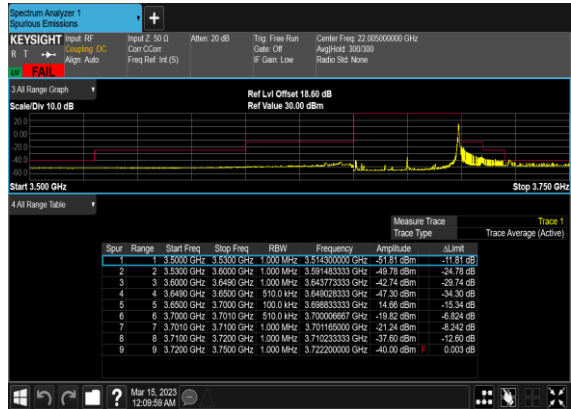 Spectrum Analyzer 1
Spurious Emissions
KEYSIGHT Input: RF Input Z: 50 Ω Atten: 20 dB Trig: Free Run Center Freq: 22.005000000 GHz
R T Coupling: DC Corr CCorr Gate: Off Avg|Hold: 300/300
Align: Auto Freq Ref: Int (S) IF Gain: Low Radio Std: None
FAIL
3 All Range Graph
Ref Lvl Offset 18.60 dB
Scale/Div 10.0 dB Ref Value 30.00 dBm
20.0
0.00
-20.0
-40.0
-60.0
Start 3.500 GHz Stop 3.750 GHz
4 All Range Table
Measure Trace Trace 1
Trace Type Trace Average (Active)
Spur Range Start Freq Stop Freq RBW Frequency Amplitude ΔLimit
1 1 3.5000 GHz 3.5300 GHz 1.000 MHz 3.514300000 GHz -51.81 dBm -11.81 dB
2 2 3.5300 GHz 3.6000 GHz 1.000 MHz 3.591483333 GHz -49.78 dBm -24.78 dB
3 3 3.6000 GHz 3.6490 GHz 1.000 MHz 3.643773333 GHz -42.74 dBm -29.74 dB
4 4 3.6490 GHz 3.6500 GHz 510.0 kHz 3.649028333 GHz -47.30 dBm -34.30 dB
5 5 3.6500 GHz 3.7000 GHz 100.0 kHz 3.698833333 GHz 14.66 dBm -15.34 dB
6 6 3.7000 GHz 3.7010 GHz 510.0 kHz 3.700006667 GHz -19.82 dBm -6.824 dB
7 7 3.7010 GHz 3.7100 GHz 1.000 MHz 3.701165000 GHz -21.24 dBm -8.242 dB
8 8 3.7100 GHz 3.7200 GHz 1.000 MHz 3.710233333 GHz -37.60 dBm -12.60 dB
9 9 3.7200 GHz 3.7500 GHz 1.000 MHz 3.722200000 GHz -40.00 dBm F 0.003 dB
? Mar 15, 2023
12:09:59 AM